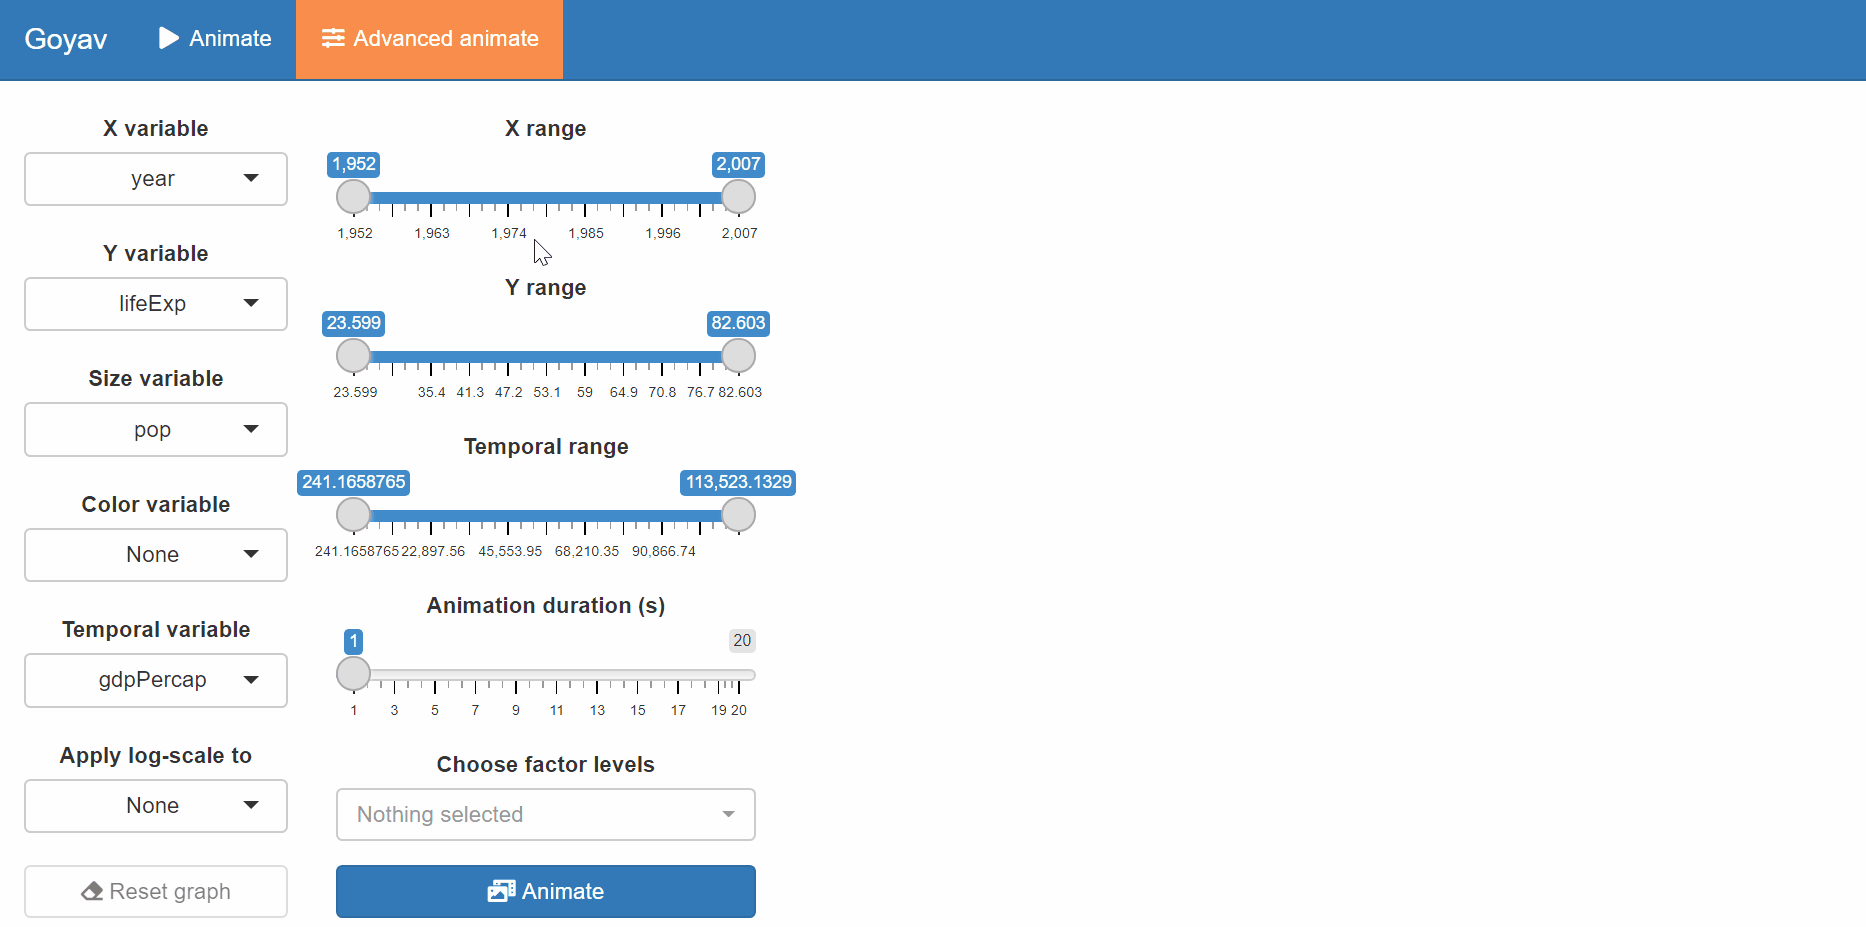 Goyav
Animate
Advanced animate
X variable
year
Y variable
lifeExp
Size variable
pop
Color variable
None
Temporal variable
gdpPercap
Apply log-scale to
None
Reset graph
X range
1,952 2,007
1,952 1,963 1,974 1,985 1,996 2,007
Y range
23.599 82.603
23.599 35.4 41.3 47.2 53.1 59 64.9 70.8 76.7 82.603
Temporal range
241.1658765 113,523.1329
241.1658765 22,897.56 45,553.95 68,210.35 90,866.74
Animation duration (s)
1 20
1 3 5 7 9 11 13 15 17 19 20
Choose factor levels
Nothing selected
Animate